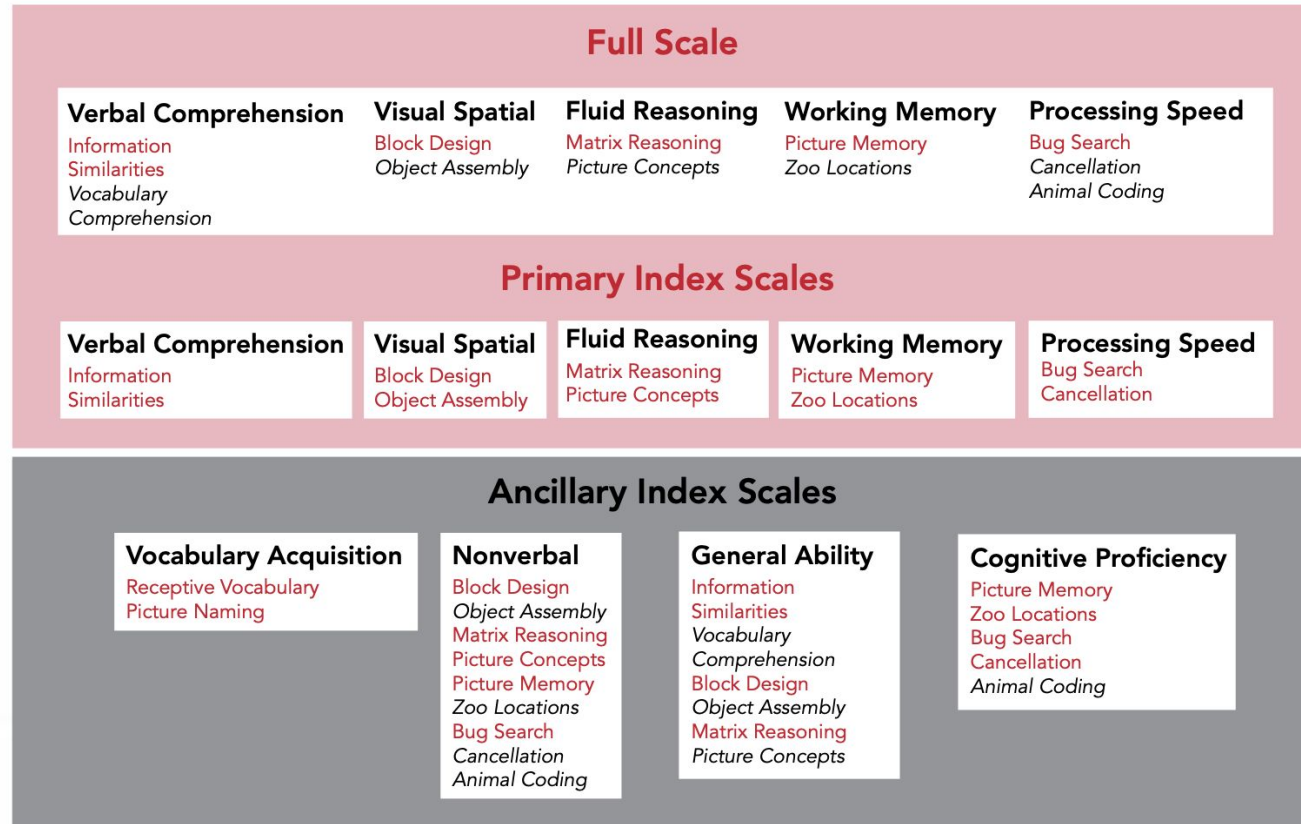 Full Scale
Verbal Comprehension
Information
Similarities
Vocabulary
Comprehension
Visual Spatial
Block Design
Object Assembly
Fluid Reasoning
Matrix Reasoning
Picture Concepts
Working Memory
Picture Memory
Zoo Locations
Processing Speed
Bug Search
Cancellation
Animal Coding
Primary Index Scales
Verbal Comprehension
Information
Similarities
Visual Spatial
Block Design
Object Assembly
Fluid Reasoning
Matrix Reasoning
Picture Concepts
Working Memory
Picture Memory
Zoo Locations
Processing Speed
Bug Search
Cancellation
Ancillary Index Scales
Vocabulary Acquisition
Receptive Vocabulary
Picture Naming
Nonverbal
Block Design
Object Assembly
Matrix Reasoning
Picture Concepts
Picture Memory
Zoo Locations
Bug Search
Cancellation
Animal Coding
General Ability
Information
Similarities
Vocabulary
Comprehension
Block Design
Object Assembly
Matrix Reasoning
Picture Concepts
Cognitive Proficiency
Picture Memory
Zoo Locations
Bug Search
Cancellation
Animal Coding